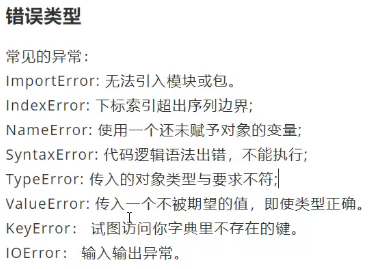 错误类型
常见的异常：
ImportError: 无法引入模块或包。
IndexError: 下标索引超出序列边界;
NameError: 使用一个还未赋予对象的变量;
SyntaxError: 代码逻辑语法出错，不能执行;
TypeError: 传入的对象类型与要求不符;
ValueError: 传入一个不被期望的值，即使类型正确。
KeyError： 试图访问你字典里不存在的键。
IOError： 输入输出异常。